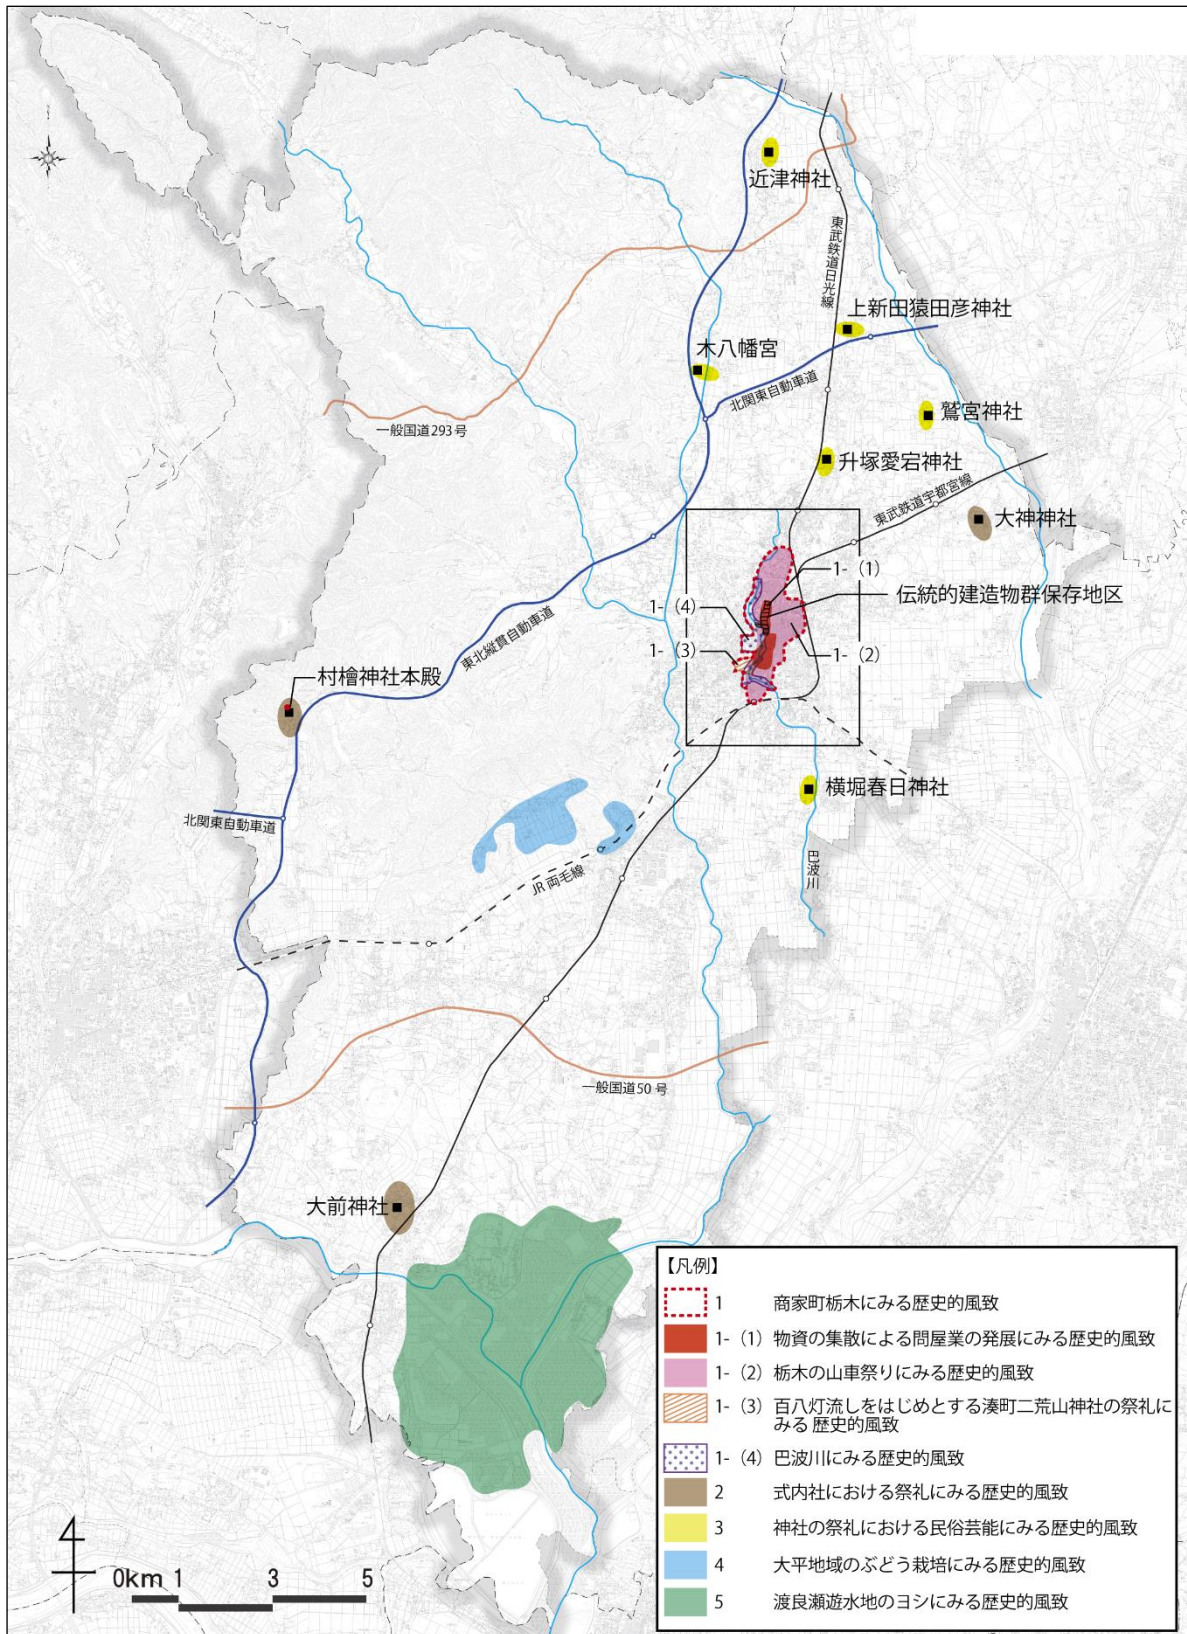 近津神社
東武鉄道日光線
上新田猿田彦神社
木八幡宮
北関東自動車道
鷲宮神社
一般国道293号
升塚愛宕神社
東武鉄道宇都宮線
大神神社
1-（1）
伝統的建造物群保存地区
1-（4）
1-（3）
1-（2）
東北縦貫自動車道
村檜神社本殿
横堀春日神社
北関東自動車道
巴波川
JR両毛線
一般国道50号
大前神社
【凡例】
1 商家町栃木にみる歴史的風致
1-（1）物資の集散による問屋業の発展にみる歴史的風致
1-（2）栃木の山車祭りにみる歴史的風致
1-（3）百八灯流しをはじめとする湊町二荒山神社の祭礼に
みる歴史的風致
1-（4）巴波川にみる歴史的風致
2 式内社における祭礼にみる歴史的風致
3 神社の祭礼における民俗芸能にみる歴史的風致
4 大平地域のぶどう栽培にみる歴史的風致
5 渡良瀬遊水地のヨシにみる歴史的風致
0km 1 3 5